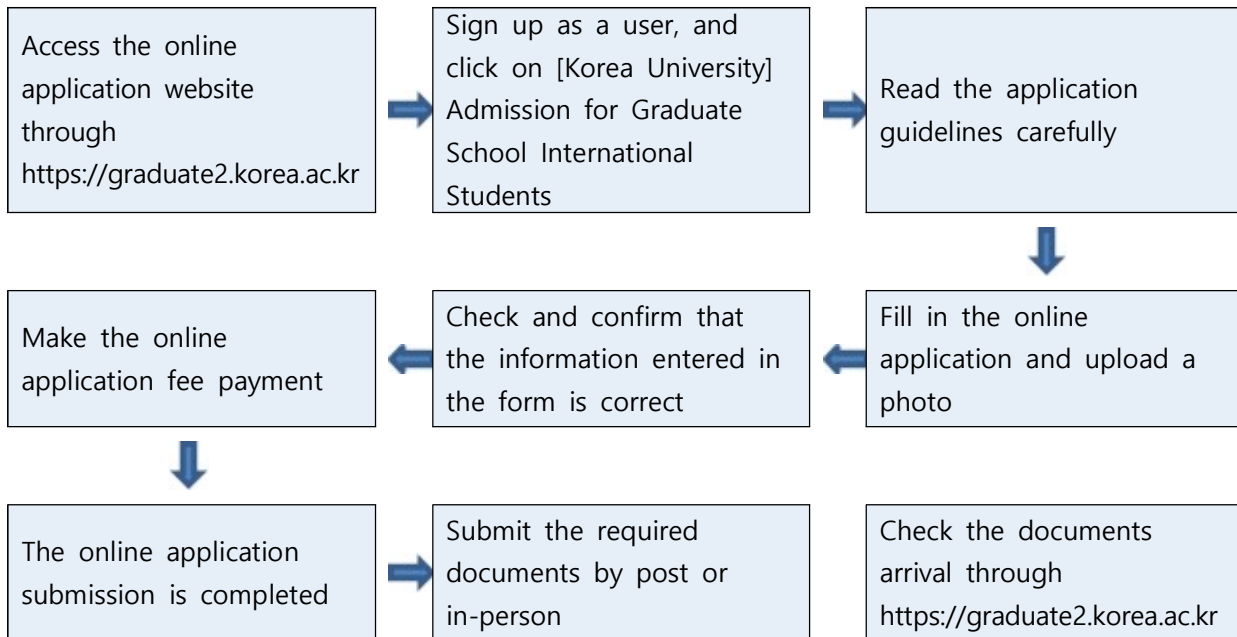 Access the online
application website
through
https://graduate2.korea.ac.kr
Sign up as a user, and
click on [Korea University]
Admission for Graduate
School International
Students
Read the application
guidelines carefully
Fill in the online
application and upload a
photo
Check and confirm that
the information entered in
the form is correct
Make the online
application fee payment
The online application
submission is completed
Submit the required
documents by post or
in-person
Check the documents
arrival through
https://graduate2.korea.ac.kr